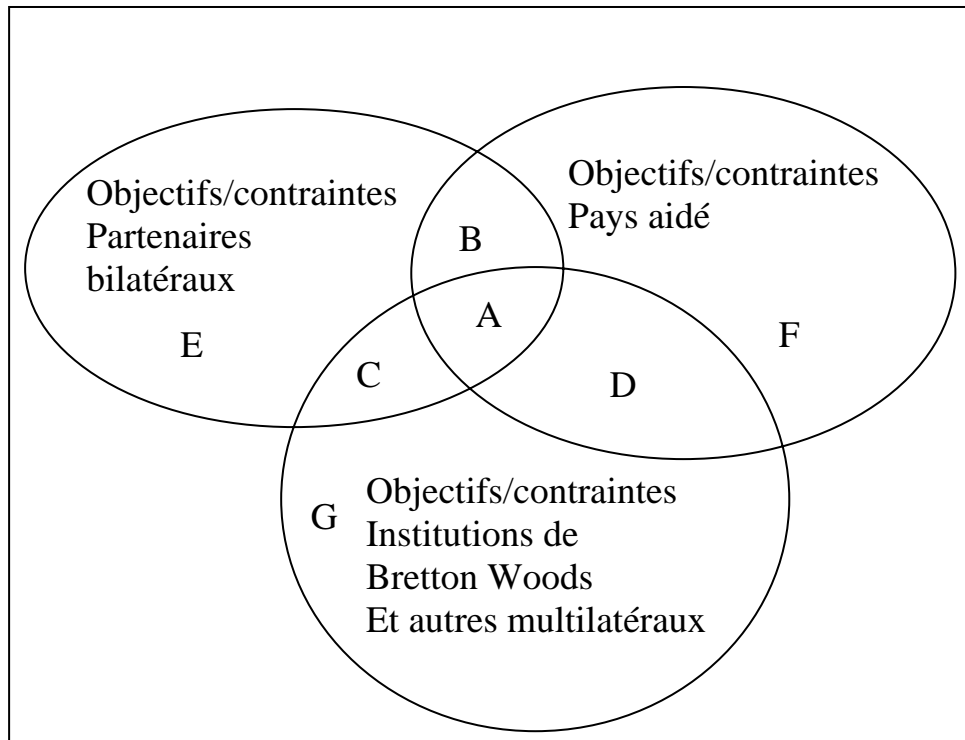 Objectifs/contraintes
Partenaires
bilatéraux
Objectifs/contraintes
Pays aidé
B
A
E
F
C
D
G
Objectifs/contraintes
Institutions de
Bretton Woods
Et autres multilatéraux